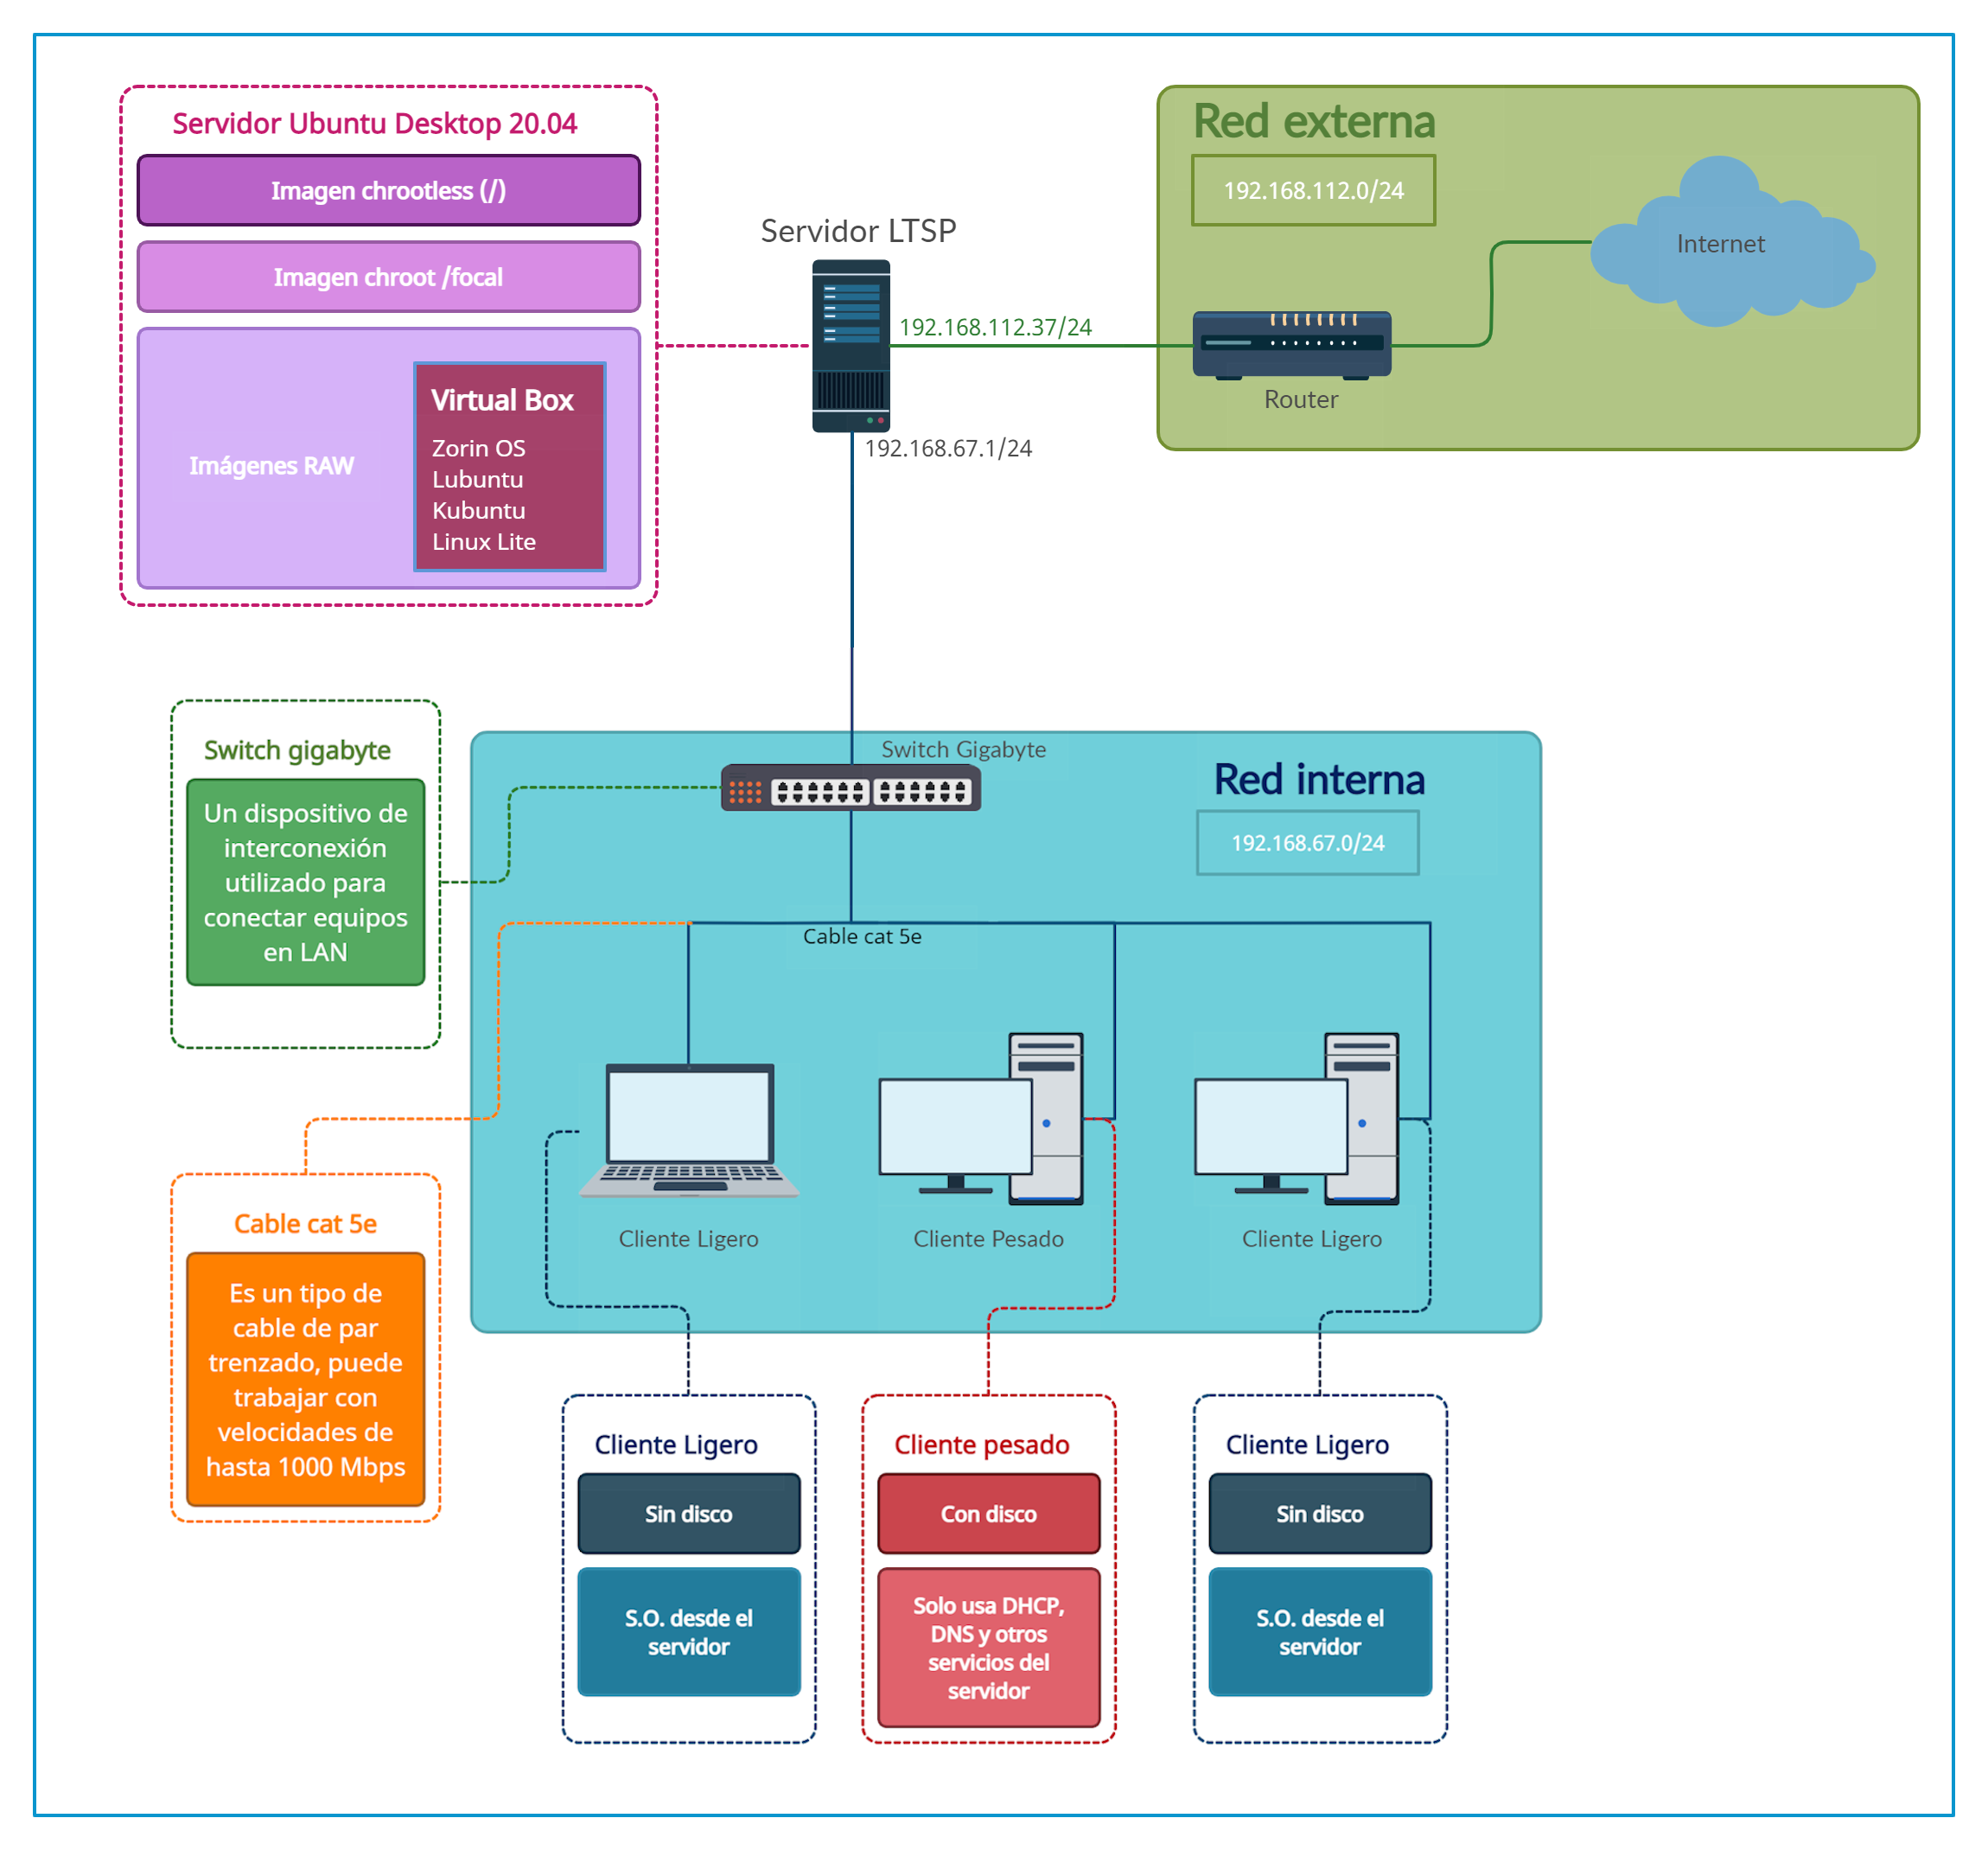 Servidor Ubuntu Desktop 20.04
Imagen chrootless (/)
Imagen chroot /focal
Imágenes RAW
Virtual Box
Zorin OS
Lubuntu
Kubuntu
Linux Lite
Servidor LTSP
192.168.112.37/24
192.168.67.1/24
Red externa
192.168.112.0/24
Internet
Router
Switch gigabyte
Un dispositivo de
interconexión
utilizado para
conectar equipos
en LAN
Switch Gigabyte
Red interna
192.168.67.0/24
Cable cat 5e
Cliente Ligero
Cliente Pesado
Cliente Ligero
Cable cat 5e
Es un tipo de
cable de par
trenzado, puede
trabajar con
velocidades de
hasta 1000 Mbps
Cliente Ligero
Sin disco
S.O. desde el
servidor
Cliente pesado
Con disco
Solo usa DHCP,
DNS y otros
servicios del
servidor
Cliente Ligero
Sin disco
S.O. desde el
servidor